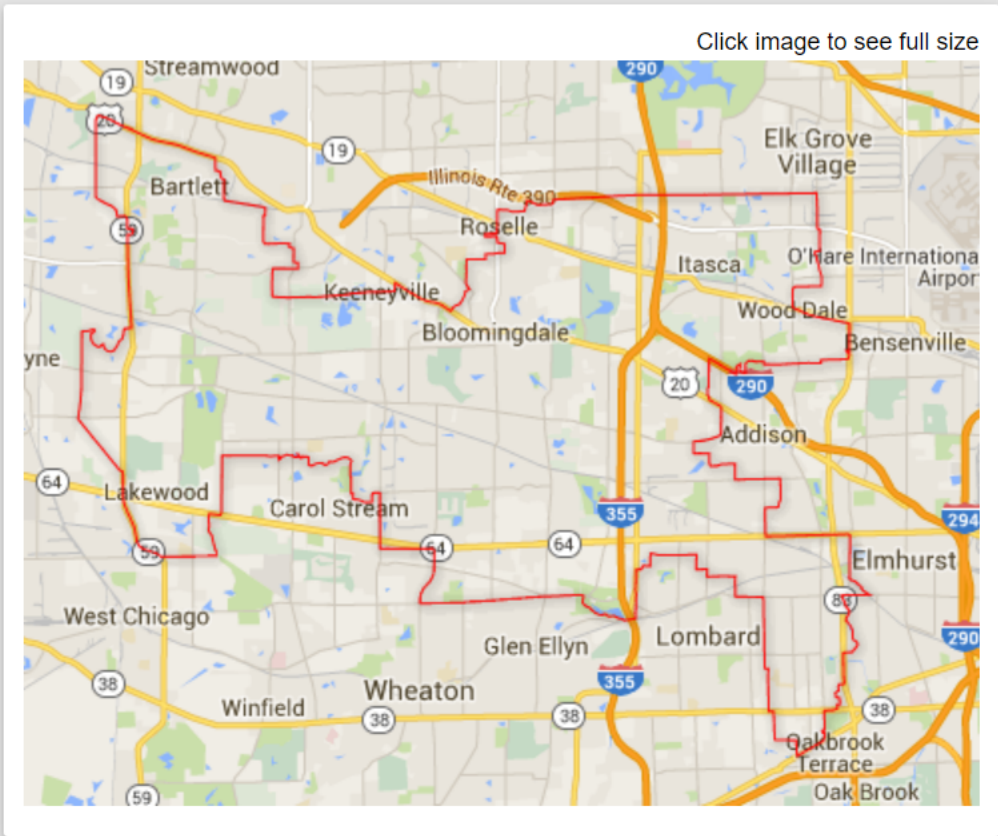 Click image to see full size
Streamwood
290
19
20
Elk Grove
Village
19
Illinois Rte 390
Bartlett
59
Roselle
Itasca
O'Hare Internationa
Airpor
Keeneyville
Wood Dale
Bloomingdale
Bensenville
yne
20
290
Addison
64
Lakewood
Carol Stream
355
294
59
64
64
Elmhurst
83
West Chicago
Glen Ellyn
Lombard
290
38
Wheaton
355
Winfield
38
38
38
Oakbrook
Terrace
59
Oak Brook